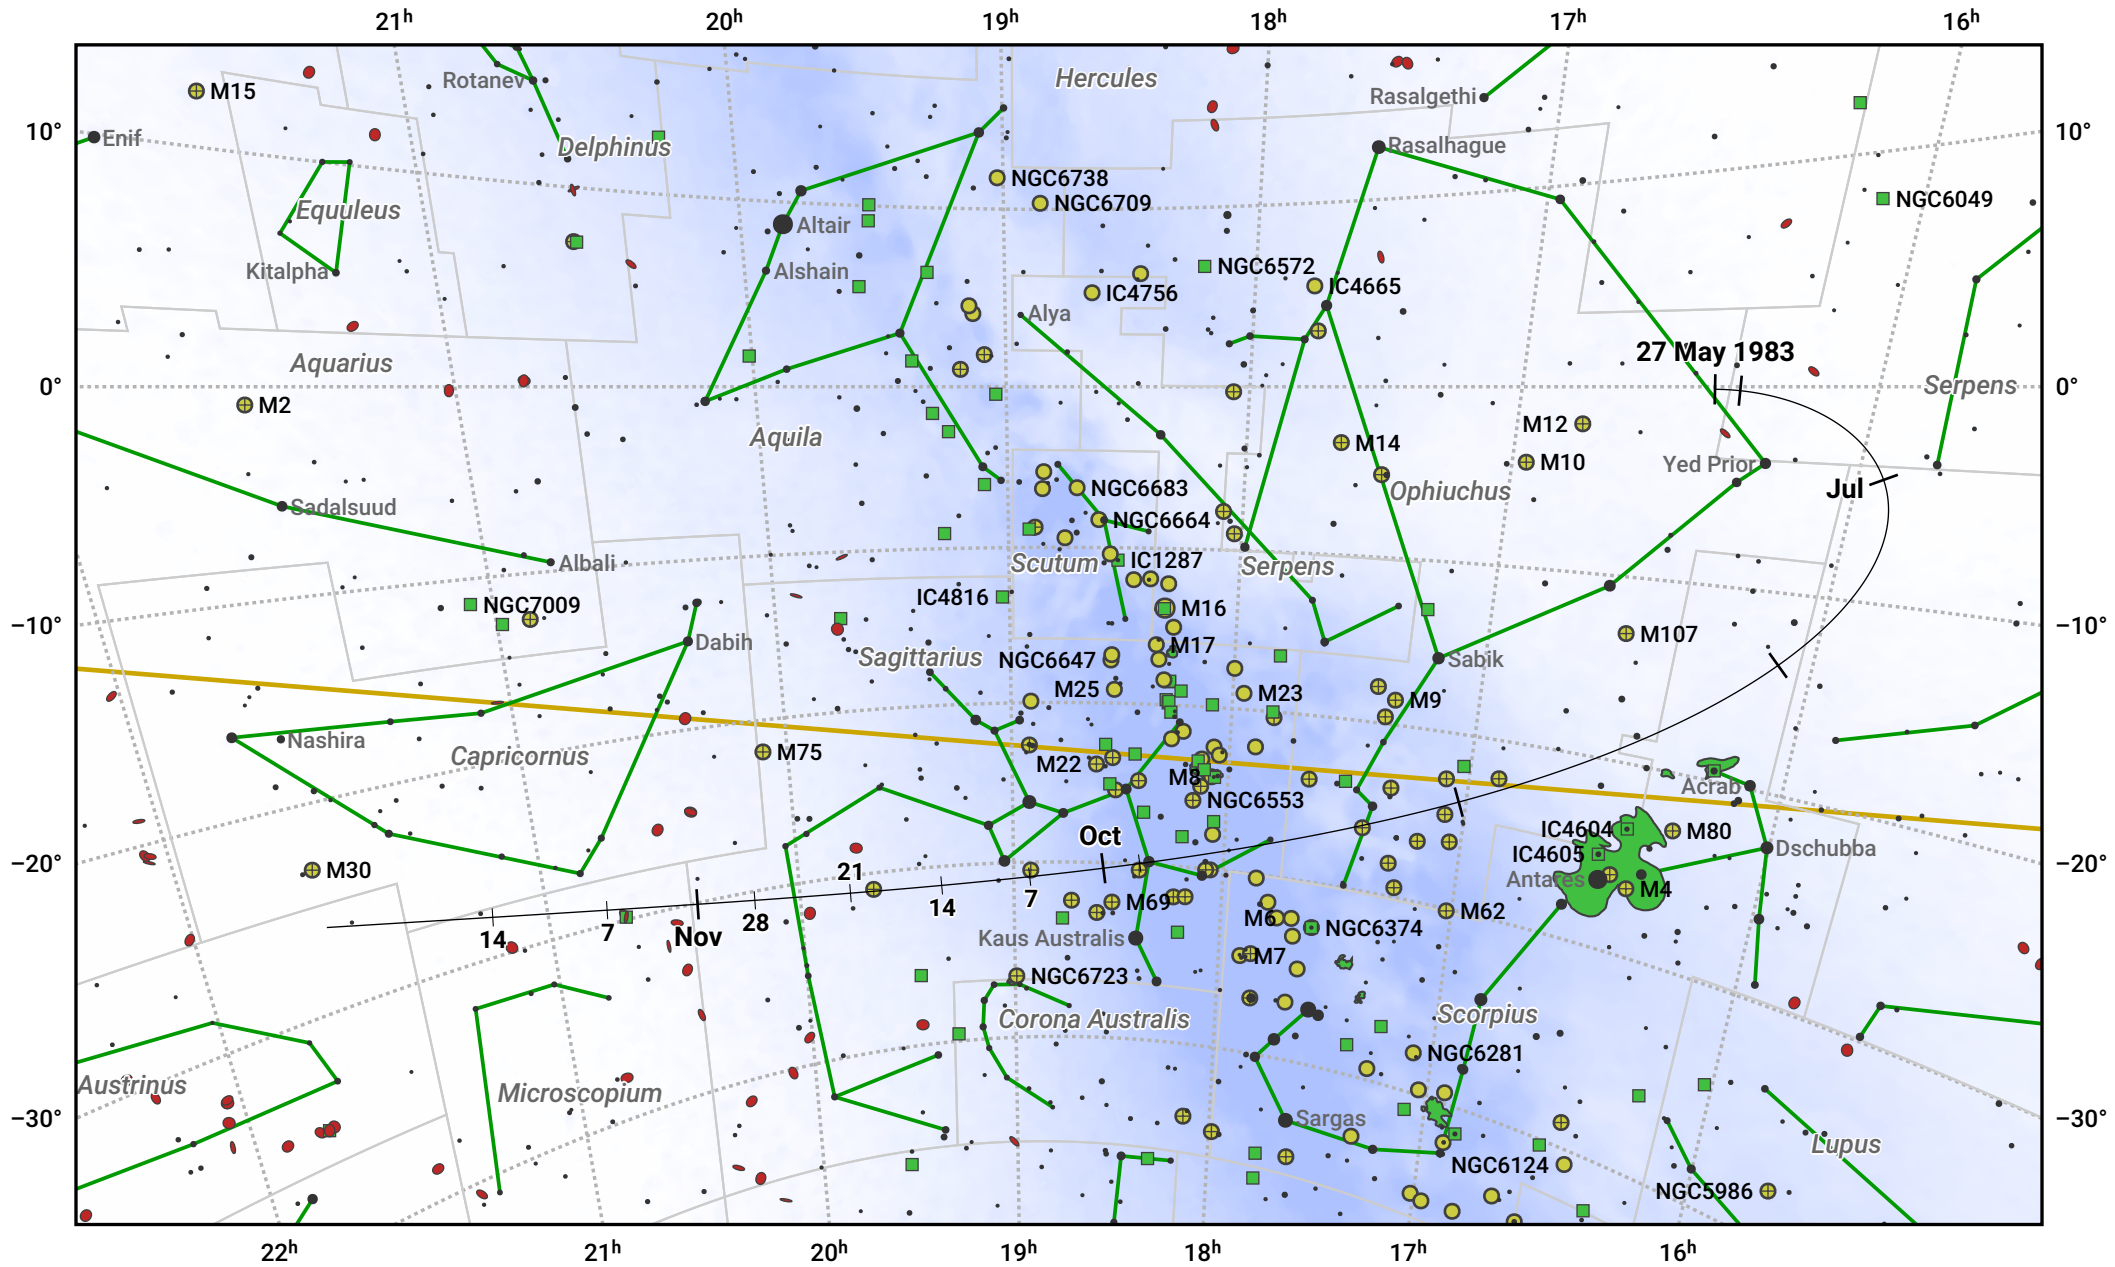 21h 20h 19h 18h 17h 16h
Hercules
Rotanev
M15
Rasalgethi
10° 10°
Enif
Delphinus
Rasalhague
NGC6738
NGC6709
NGC6049
Equuleus
Altair
Kitalpha
Alshain
NGC6572
IC4756
IC4665
Alya
27 May 1983
Aquarius
0° 0°
Serpens
M2
Aquila
M14
M12
M10
Yed Prior
Ophiuchus
NGC6683
Jul
Sadalsuud
NGC6664
Albali
Scutum
IC1287
Serpens
NGC7009
IC4816
M16
−10° −10°
M107
Dabih
M17
Sagittarius
NGC6647
Sabik
M25
M23
M9
Nashira
Capricornus
M75
M22
M8
Acrab
NGC6553
IC4604
M80
Oct
IC4605
Dschubba
−20° −20°
M30
21
Antares
M4
14
7
M69
M62
M6
NGC6374
14
7
Nov
28
Kaus Australis
M7
NGC6723
Corona Australis
Scorpius
NGC6281
Austrinus
Microscopium
−30° −30°
Sargas
Lupus
NGC6124
NGC5986
22h 21h 20h 19h 18h 17h 16h